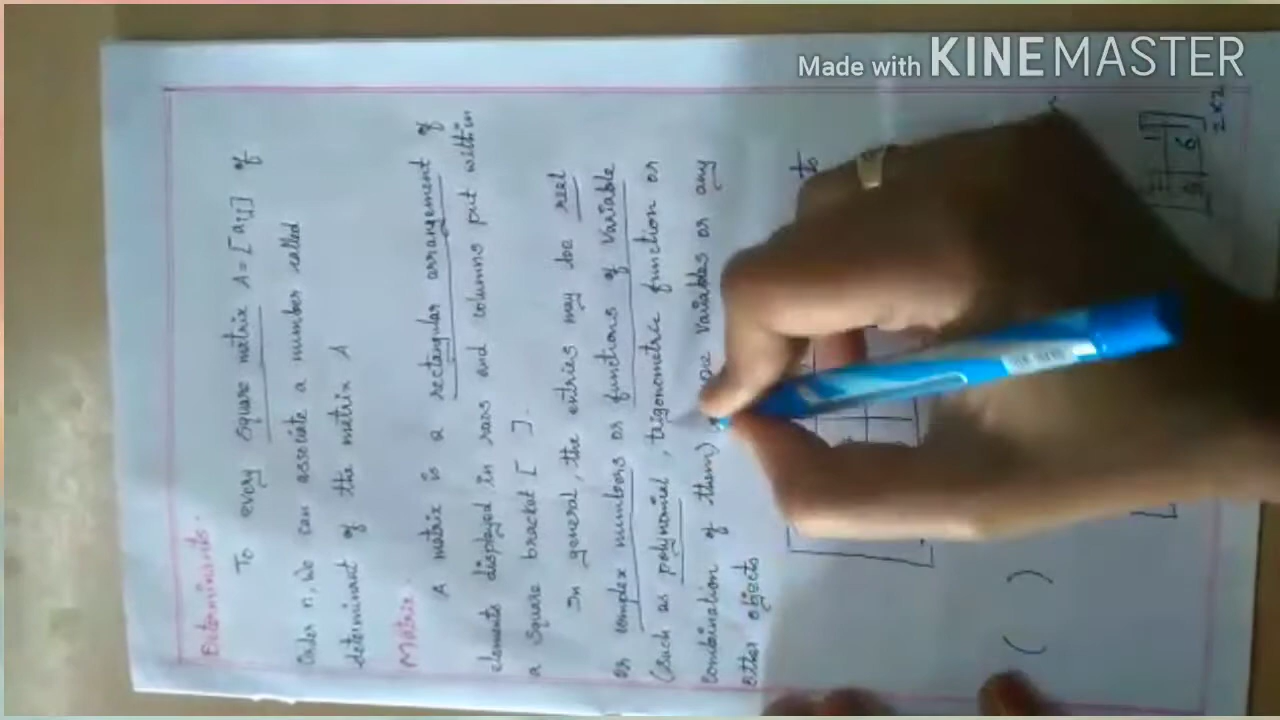 Made with KINEMASTER
Determinants.
To every square matrix A = [aij] of
Order n, We can associate a number called
determinant of the matrix A
Matrix.
A matrix is a rectangular arrangement of
elements displayed in rows and columns put within
a square bracket [ ].
In general, the entries may be real
or complex numbers or functions of variable
(such as polynomial, trigonometric function or
combination of them) more variables or any
other objects
( )
6
2x2